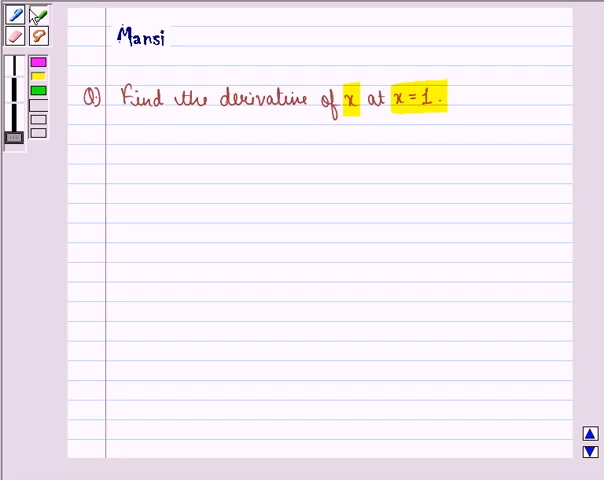 Mansi
Q) Find the derivative of x at x = 1.